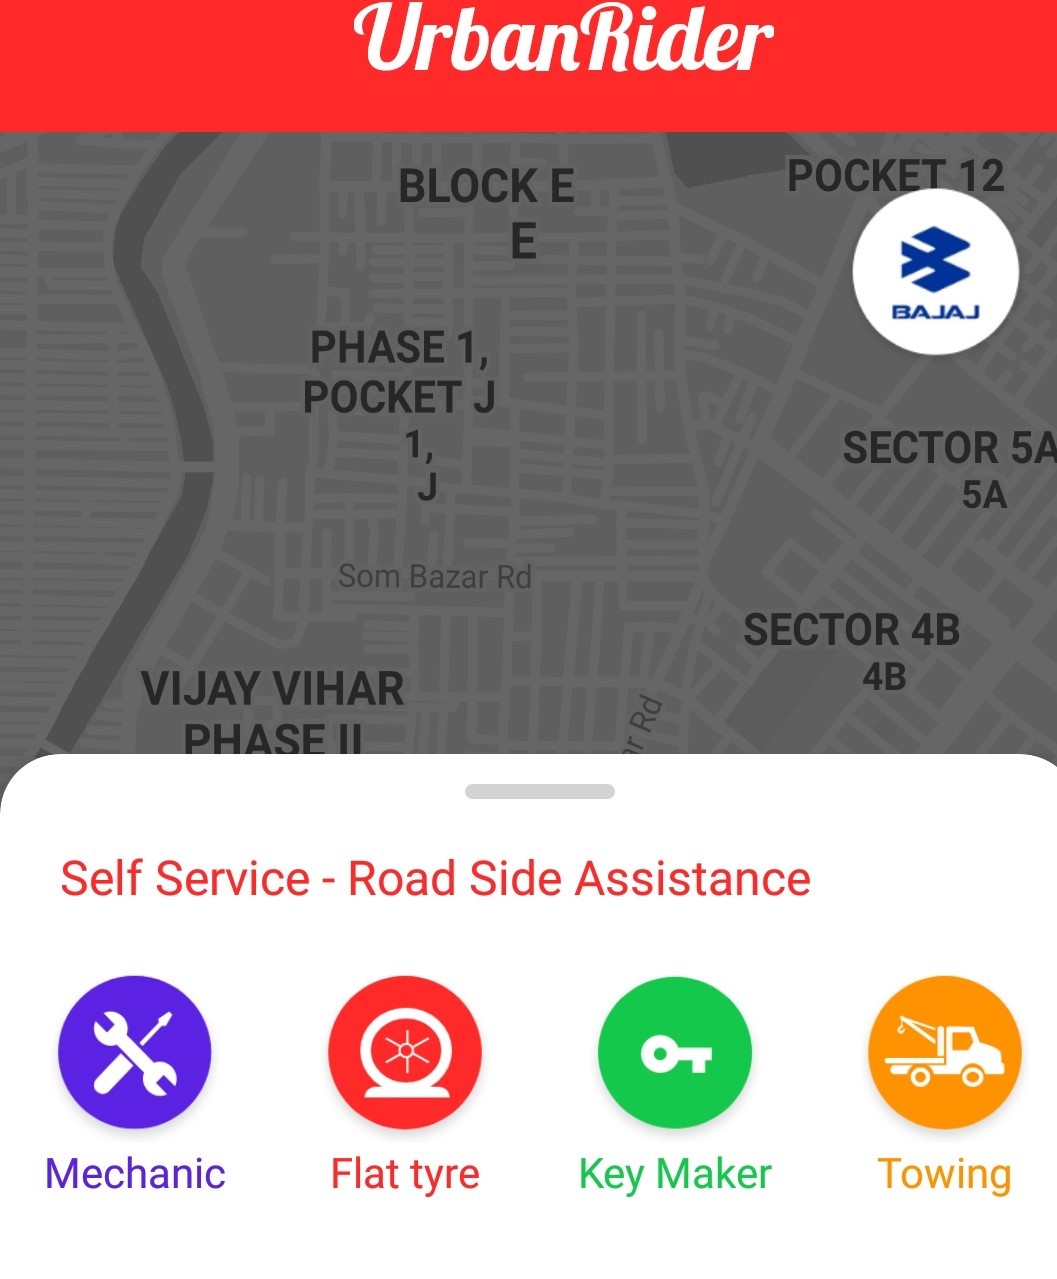 UrbanRider
BLOCK E
E
POCKET 12
BAJAJ
PHASE 1,
POCKET J
1,
J
SECTOR 5A
5A
Som Bazar Rd
SECTOR 4B
4B
VIJAY VIHAR
PHASE II
Rd
Self Service - Road Side Assistance
Mechanic
Flat tyre
Key Maker
Towing